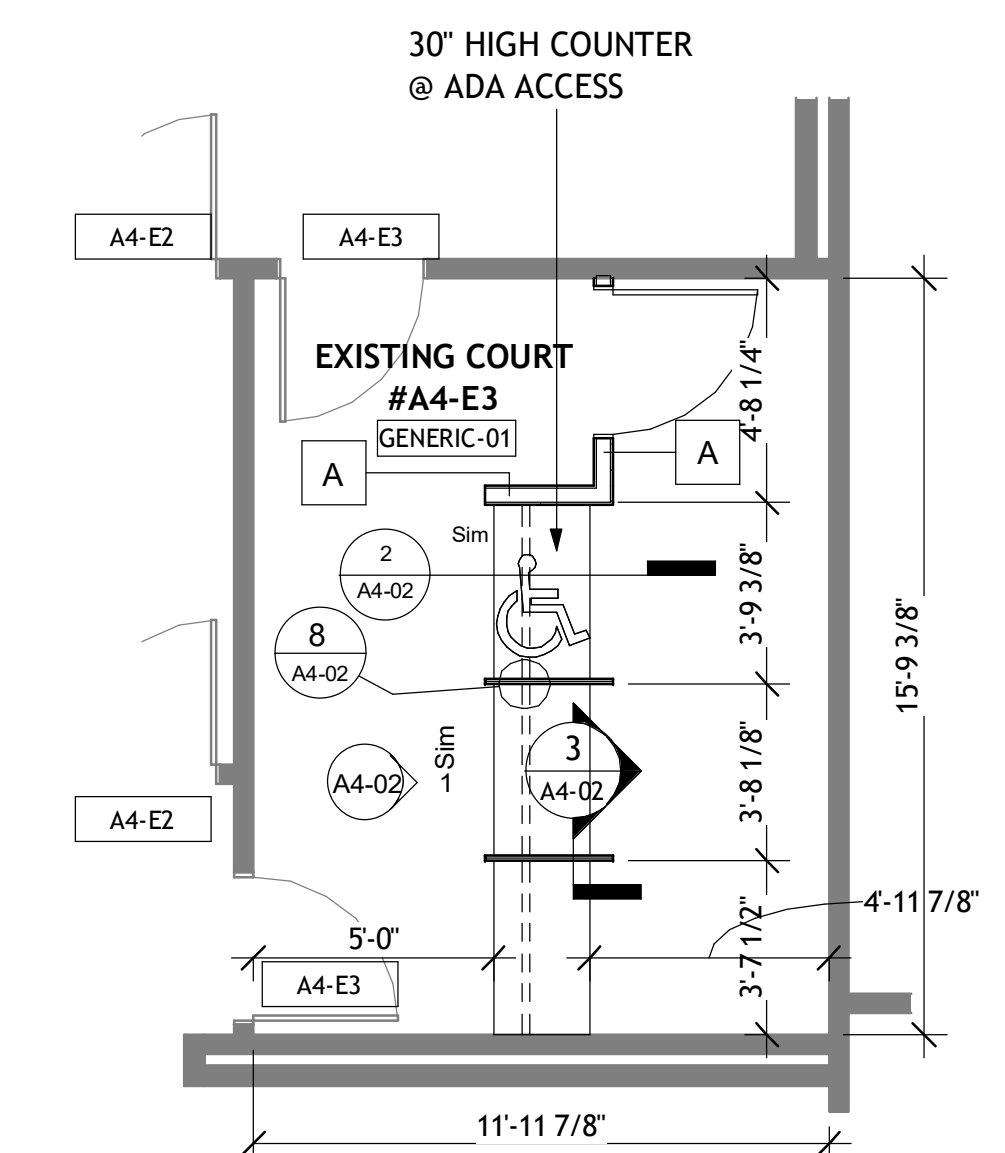 30" HIGH COUNTER
@ ADA ACCESS
A4-E2
A4-E3
EXISTING COURT
#A4-E3
GENERIC-01
4'-8 1/4"
A
A
Sim
2
A4-02
3'-9 3/8"
15'-9 3/8"
8
A4-02
1 Sim
A4-02
3
A4-02
3'-8 1/8"
A4-E2
4'-11 7/8"
5'-0"
3'-7 1/2"
A4-E3
11'-11 7/8"